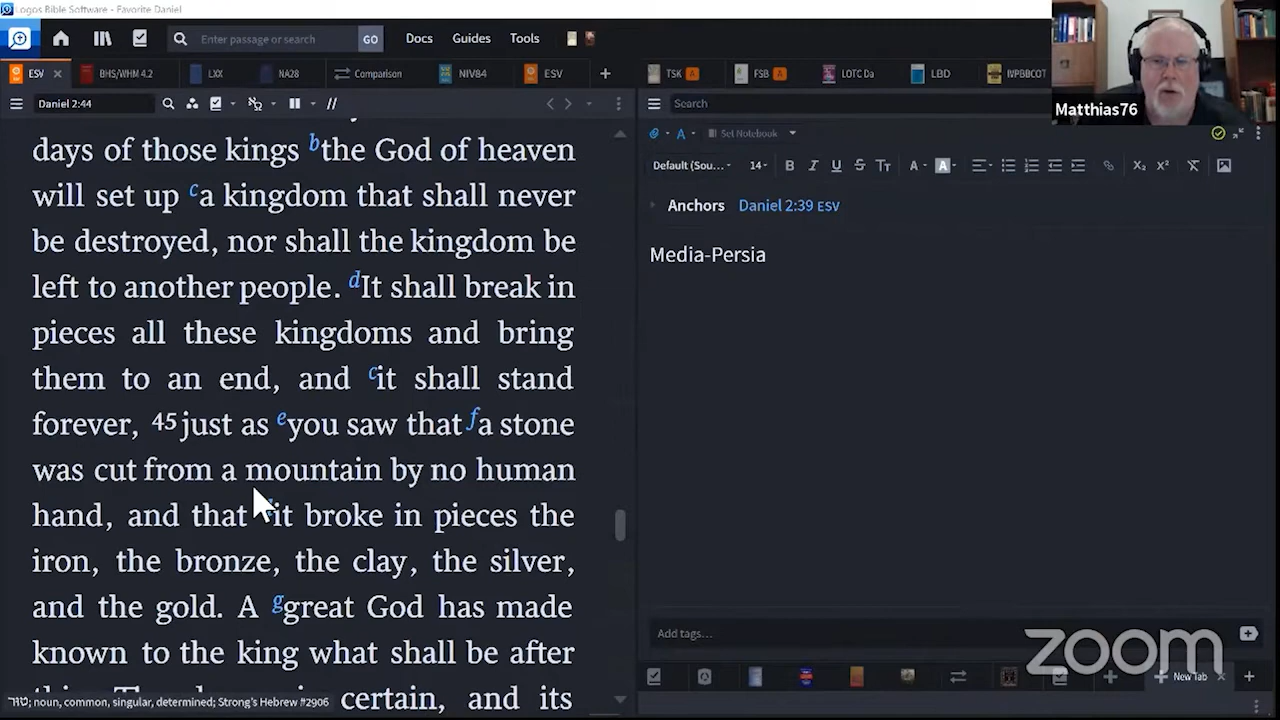 Logos Bible Software - Favorite Daniel
Enter passage or search GO Docs Guides Tools
ESV BHS/WHM 4.2 LXX NA28 Comparison NIV84 ESV
TSK A FSB A LOTC Da LBD IVPBBCOT
Daniel 2:44
Search
Matthias76
A Set Notebook
Default (Sou... 14 B I U S TT A A X₂ X²
Anchors Daniel 2:39 ESV
Media-Persia
days of those kings bthe God of heaven
will set up ca kingdom that shall never
be destroyed, nor shall the kingdom be
left to another people. dIt shall break in
pieces all these kingdoms and bring
them to an end, and cit shall stand
forever, 45 just as eyou saw that fa stone
was cut from a mountain by no human
hand, and that it broke in pieces the
iron, the bronze, the clay, the silver,
and the gold. A ggreat God has made
known to the king what shall be after
certain, and its
טוּר; noun, common, singular, determined; Strong's Hebrew #2906
Add tags...
zoom
New Tab